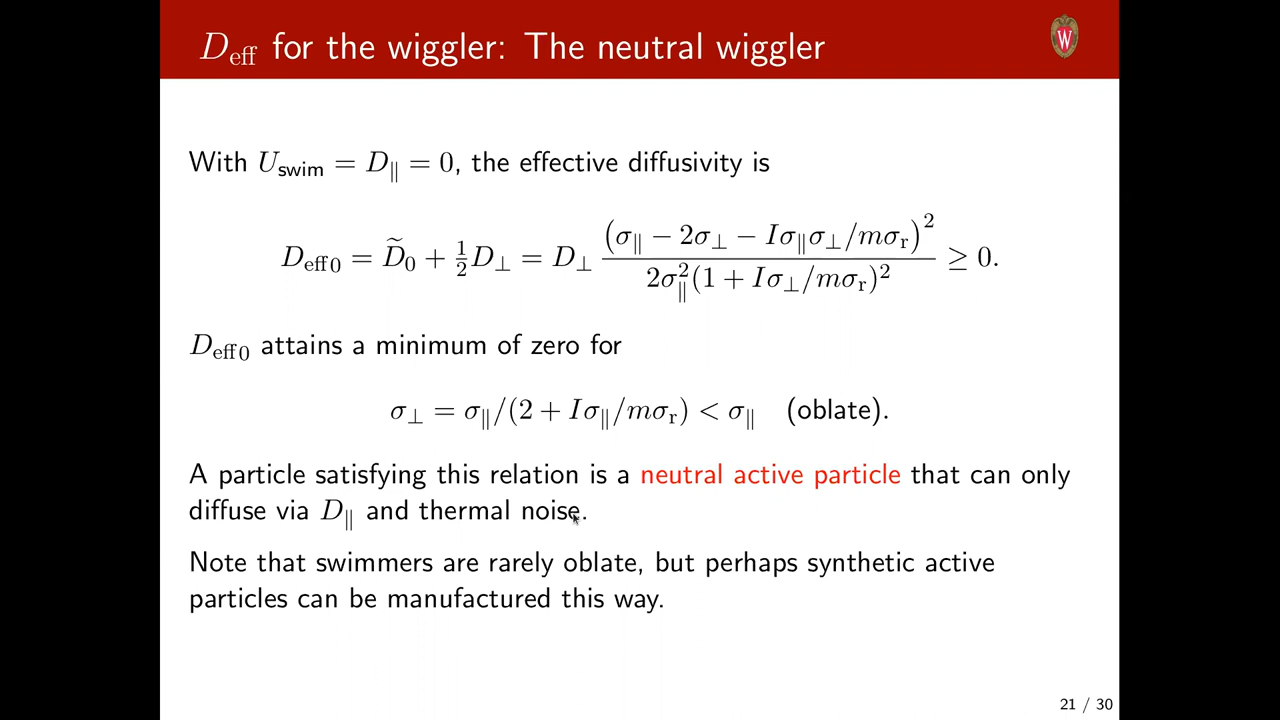 D_eff for the wiggler: The neutral wiggler
W
With U_swim = D_∥ = 0, the effective diffusivity is
D_eff0 = D̃_0 + ½D_⊥ = D_⊥ (σ_∥ − 2σ_⊥ − Iσ_∥σ_⊥/mσ_r)² / 2σ_∥²(1 + Iσ_⊥/mσ_r)² ≥ 0.
D_eff0 attains a minimum of zero for
σ_⊥ = σ_∥/(2 + Iσ_∥/mσ_r) < σ_∥ (oblate).
A particle satisfying this relation is a neutral active particle that can only
diffuse via D_∥ and thermal noise.
Note that swimmers are rarely oblate, but perhaps synthetic active
particles can be manufactured this way.
21 / 30